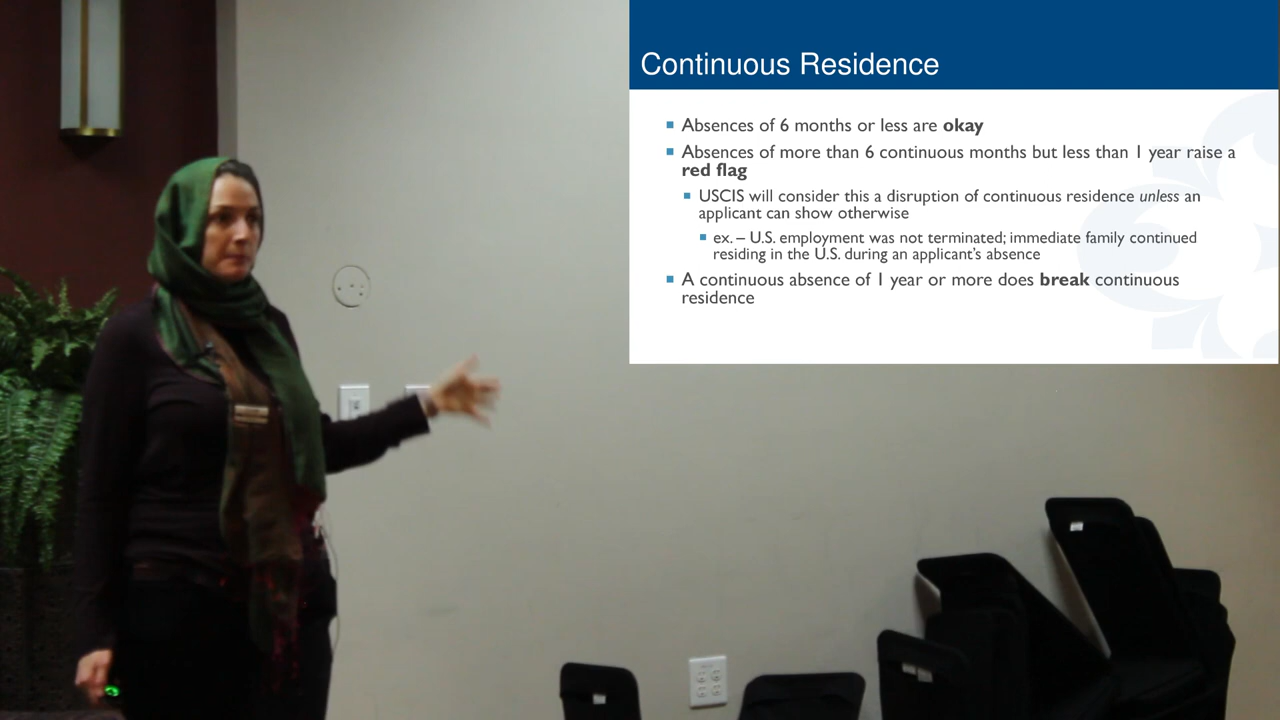 Continuous Residence
Absences of 6 months or less are okay
Absences of more than 6 continuous months but less than 1 year raise a
red flag
USCIS will consider this a disruption of continuous residence unless an
applicant can show otherwise
ex. – U.S. employment was not terminated; immediate family continued
residing in the U.S. during an applicant's absence
A continuous absence of 1 year or more does break continuous
residence